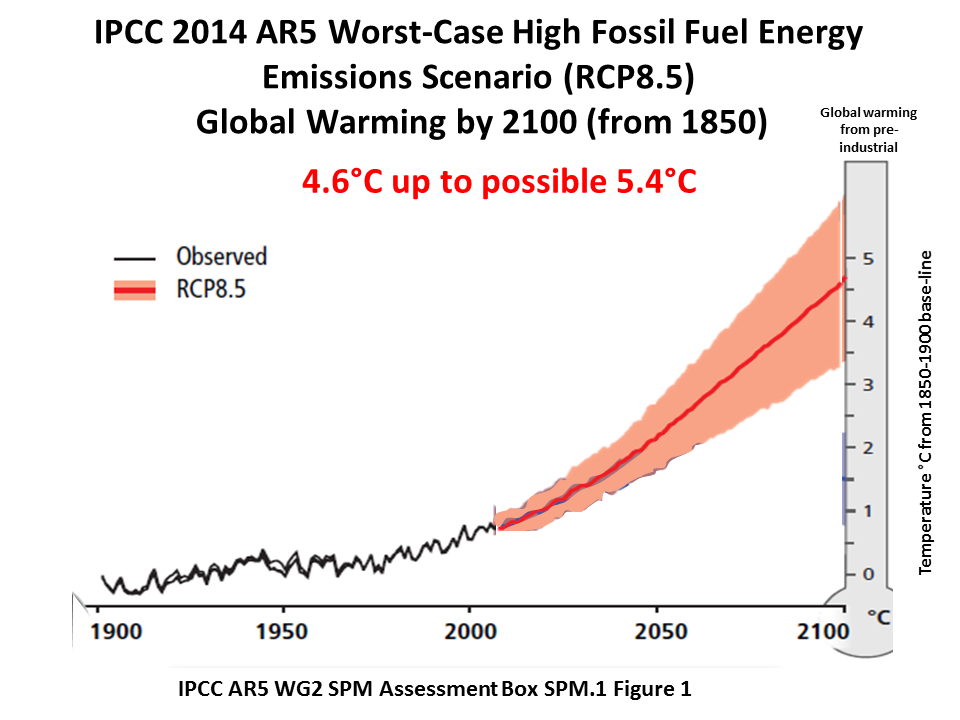 IPCC 2014 AR5 Worst-Case High Fossil Fuel Energy
Emissions Scenario (RCP8.5)
Global Warming by 2100 (from 1850)
Global warming
from pre-
industrial
4.6°C up to possible 5.4°C
Observed
RCP8.5
5
4
3
2
1
0
°C
Temperature °C from 1850-1900 base-line
1900
1950
2000
2050
2100
IPCC AR5 WG2 SPM Assessment Box SPM.1 Figure 1